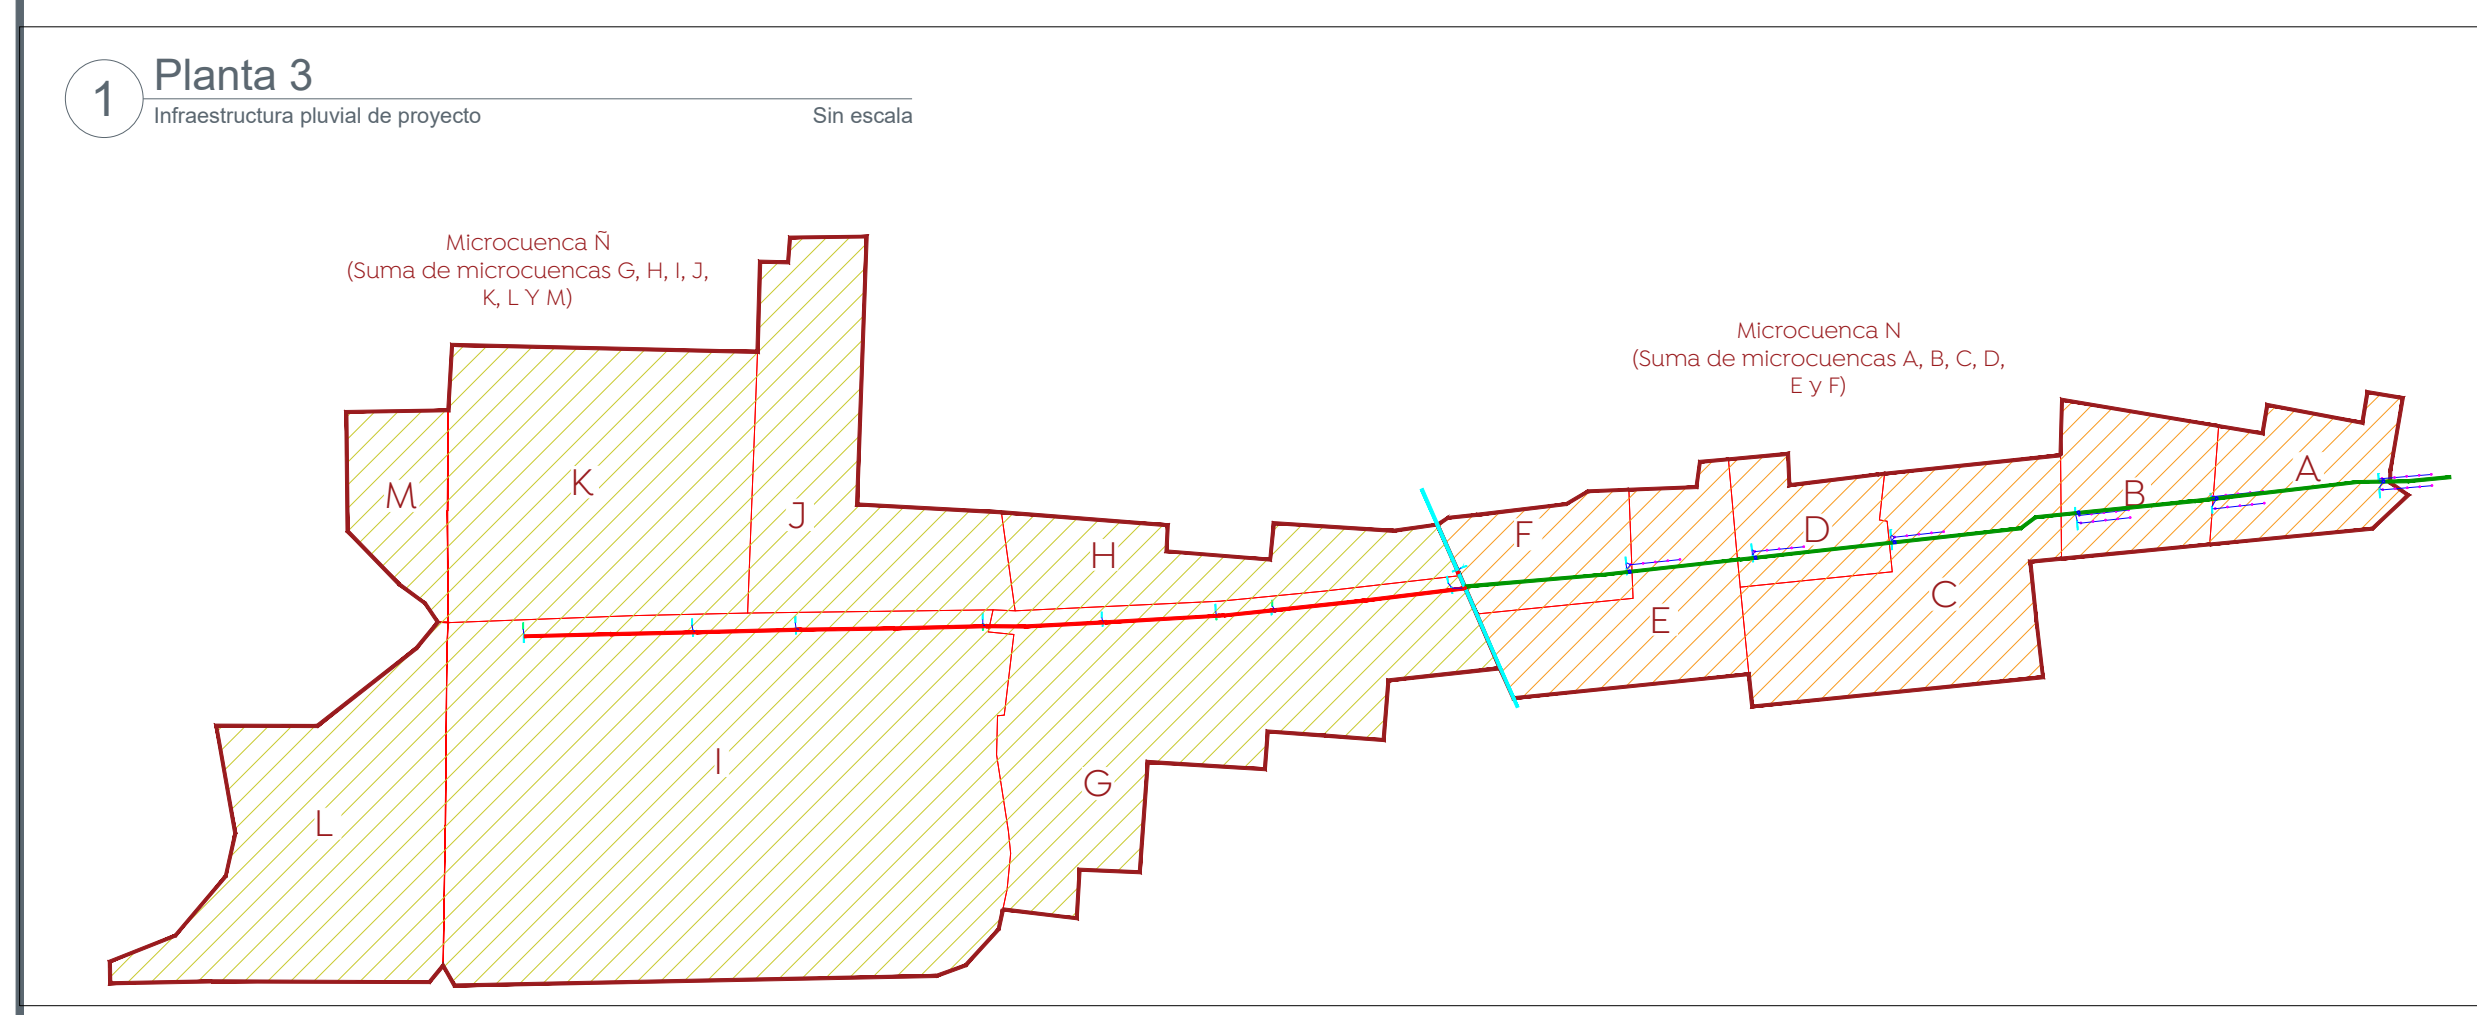 1
Planta 3
Infraestructura pluvial de proyecto
Sin escala
Microcuenca Ñ
(Suma de microcuencas G, H, I, J,
K, L Y M)
Microcuenca N
(Suma de microcuencas A, B, C, D,
E y F)
M
K
J
H
F
D
B
A
E
C
I
G
L